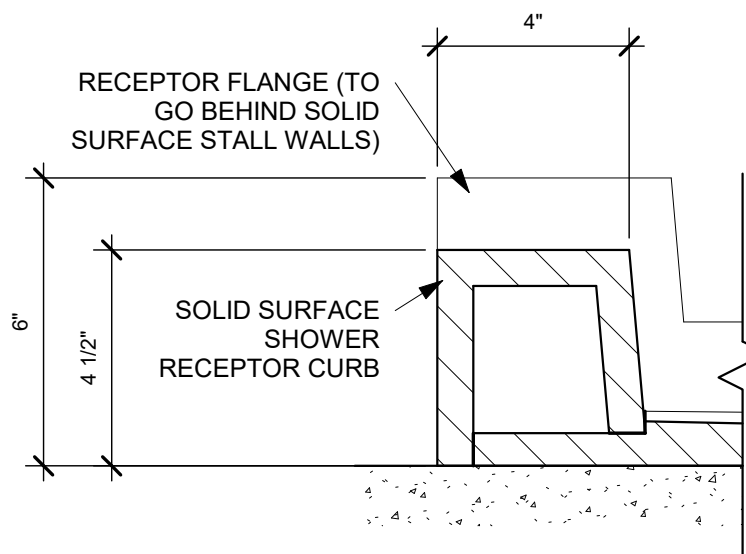 4"
RECEPTOR FLANGE (TO
GO BEHIND SOLID
SURFACE STALL WALLS)
SOLID SURFACE
SHOWER
RECEPTOR CURB
6"
4 1/2"